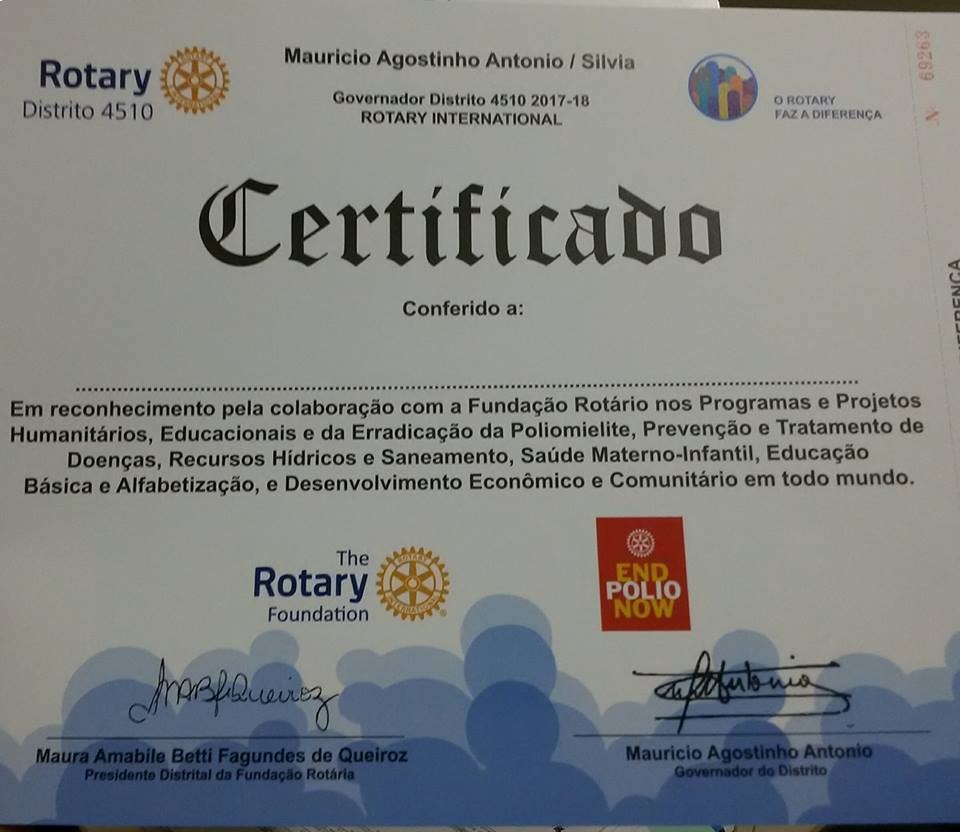 Rotary
Distrito 4510
Mauricio Agostinho Antonio / Silvia
Governador Distrito 4510 2017-18
ROTARY INTERNATIONAL
O ROTARY
FAZ A DIFERENÇA
Nº 69263
Certificado
Conferido a:
Em reconhecimento pela colaboração com a Fundação Rotário nos Programas e Projetos
Humanitários, Educacionais e da Erradicação da Poliomielite, Prevenção e Tratamento de
Doenças, Recursos Hídricos e Saneamento, Saúde Materno-Infantil, Educação
Básica e Alfabetização, e Desenvolvimento Econômico e Comunitário em todo mundo.
The
Rotary
Foundation
ROTARY
INTERNATIONAL
END
POLIO
NOW
Maura Amabile Betti Fagundes de Queiroz
Presidente Distrital da Fundação Rotária
Mauricio Agostinho Antonio
Governador do Distrito